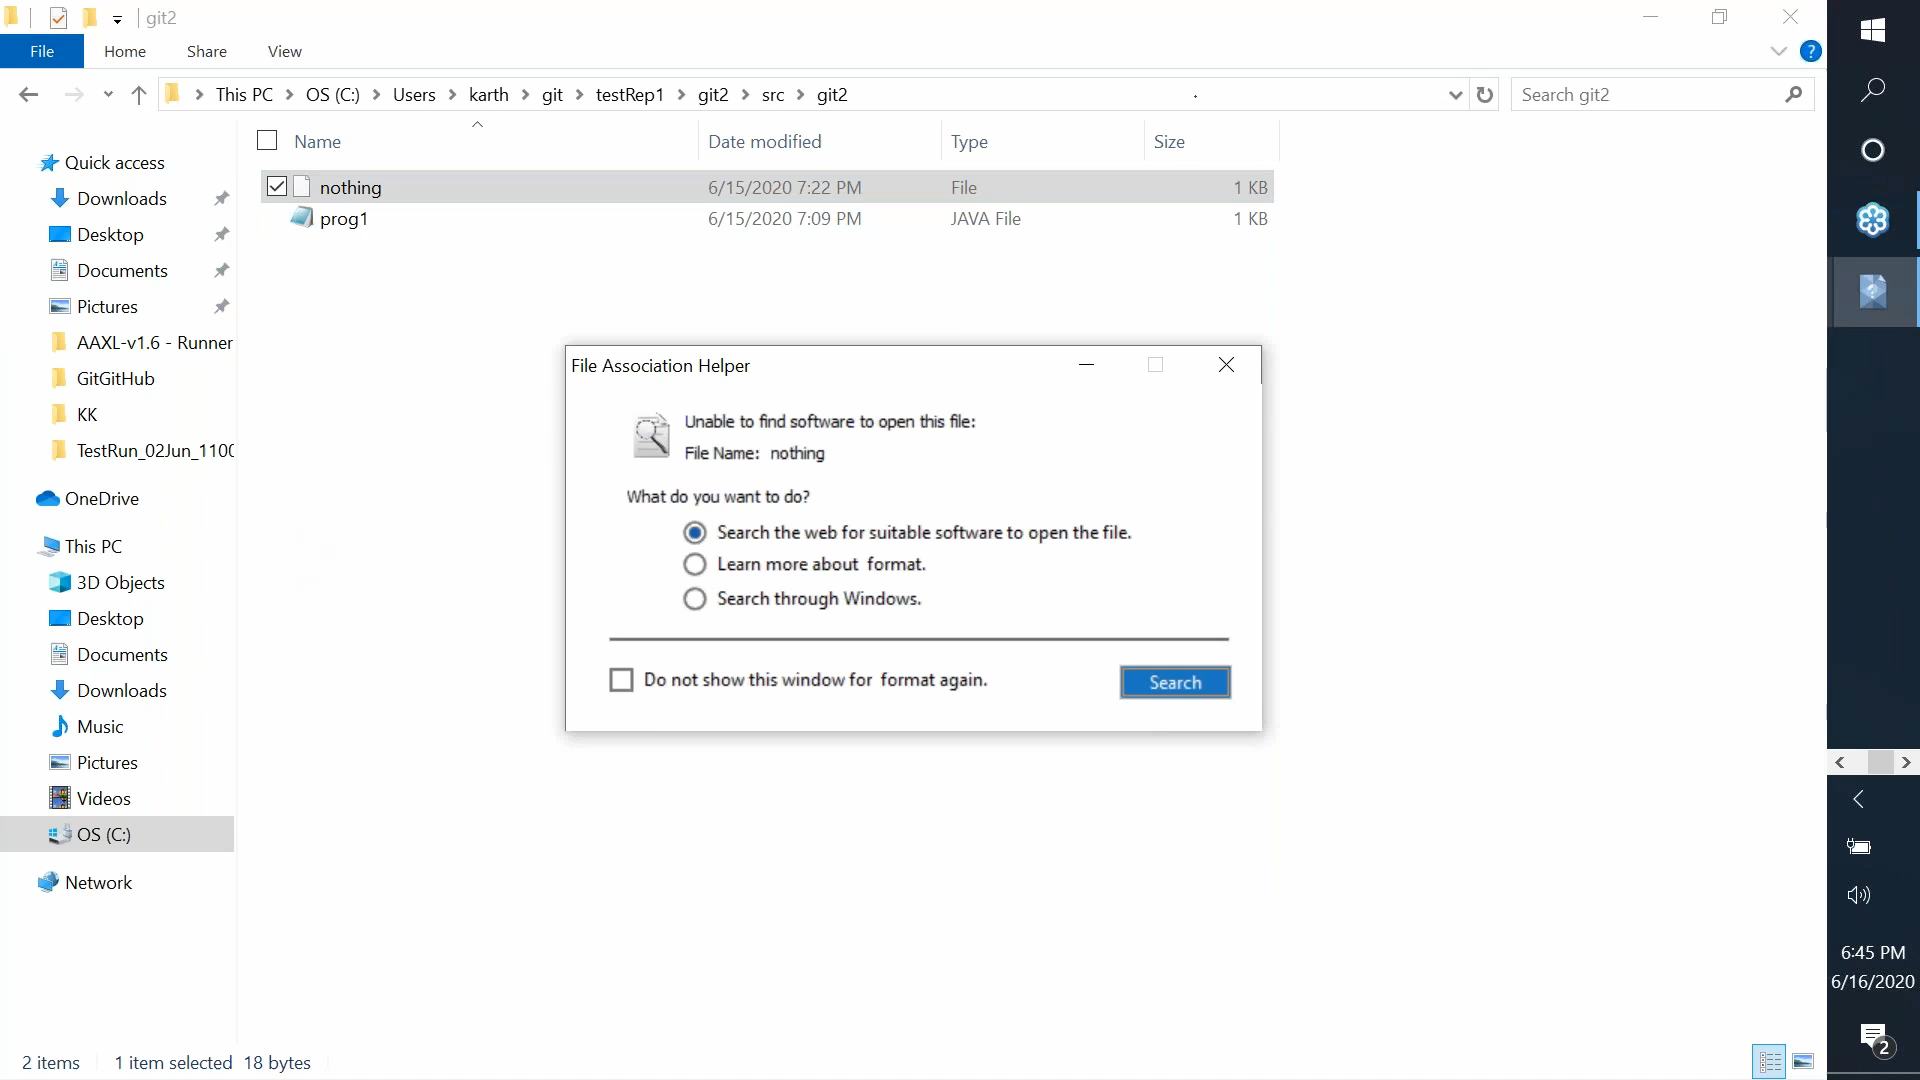 git2
File Home Share View
This PC OS (C:) Users karth git testRep1 git2 src git2
Search git2
Name Date modified Type Size
nothing 6/15/2020 7:22 PM File 1 KB
prog1 6/15/2020 7:09 PM JAVA File 1 KB
Quick access
Downloads
Desktop
Documents
Pictures
AAXL-v1.6 - Runner
GitGitHub
KK
TestRun_02Jun_1100
OneDrive
This PC
3D Objects
Desktop
Documents
Downloads
Music
Pictures
Videos
OS (C:)
Network
File Association Helper
Unable to find software to open this file:
File Name: nothing
What do you want to do?
Search the web for suitable software to open the file.
Learn more about format.
Search through Windows.
Do not show this window for format again.
Search
2 items 1 item selected 18 bytes
6:45 PM
6/16/2020
2